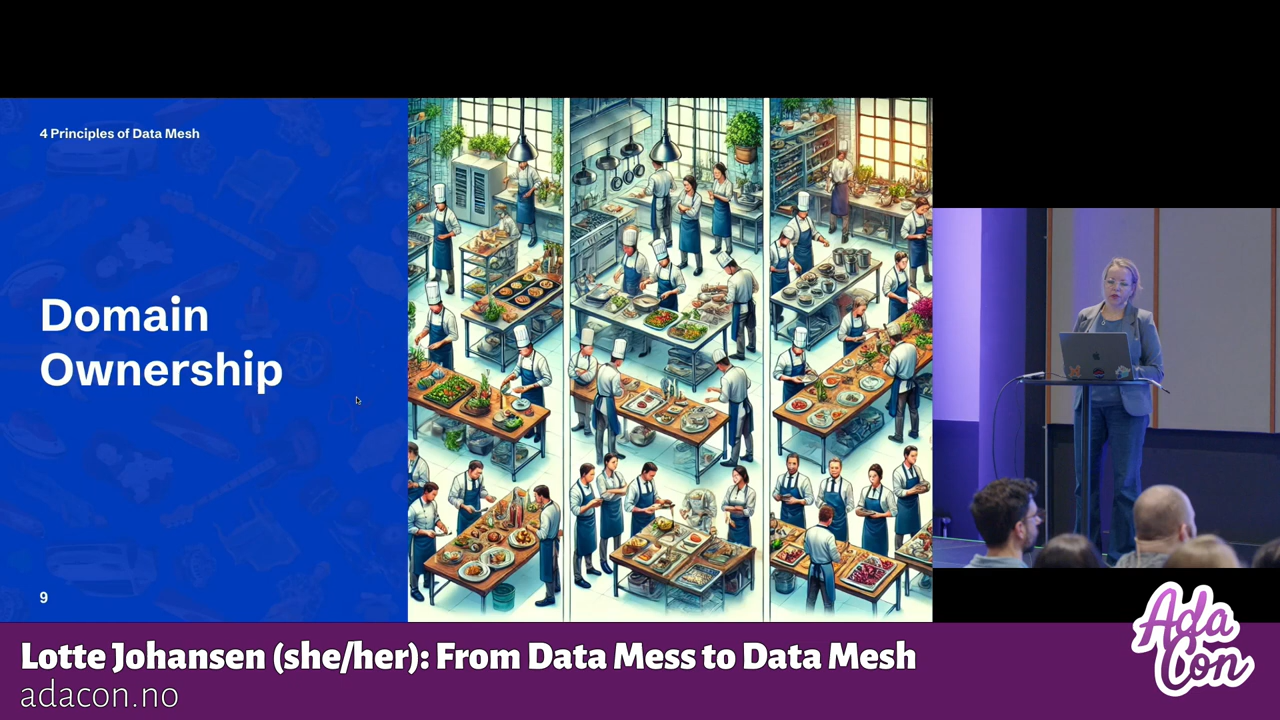 4 Principles of Data Mesh
Domain
Ownership
9
Lotte Johansen (she/her): From Data Mess to Data Mesh
adacon.no
Ada
Con